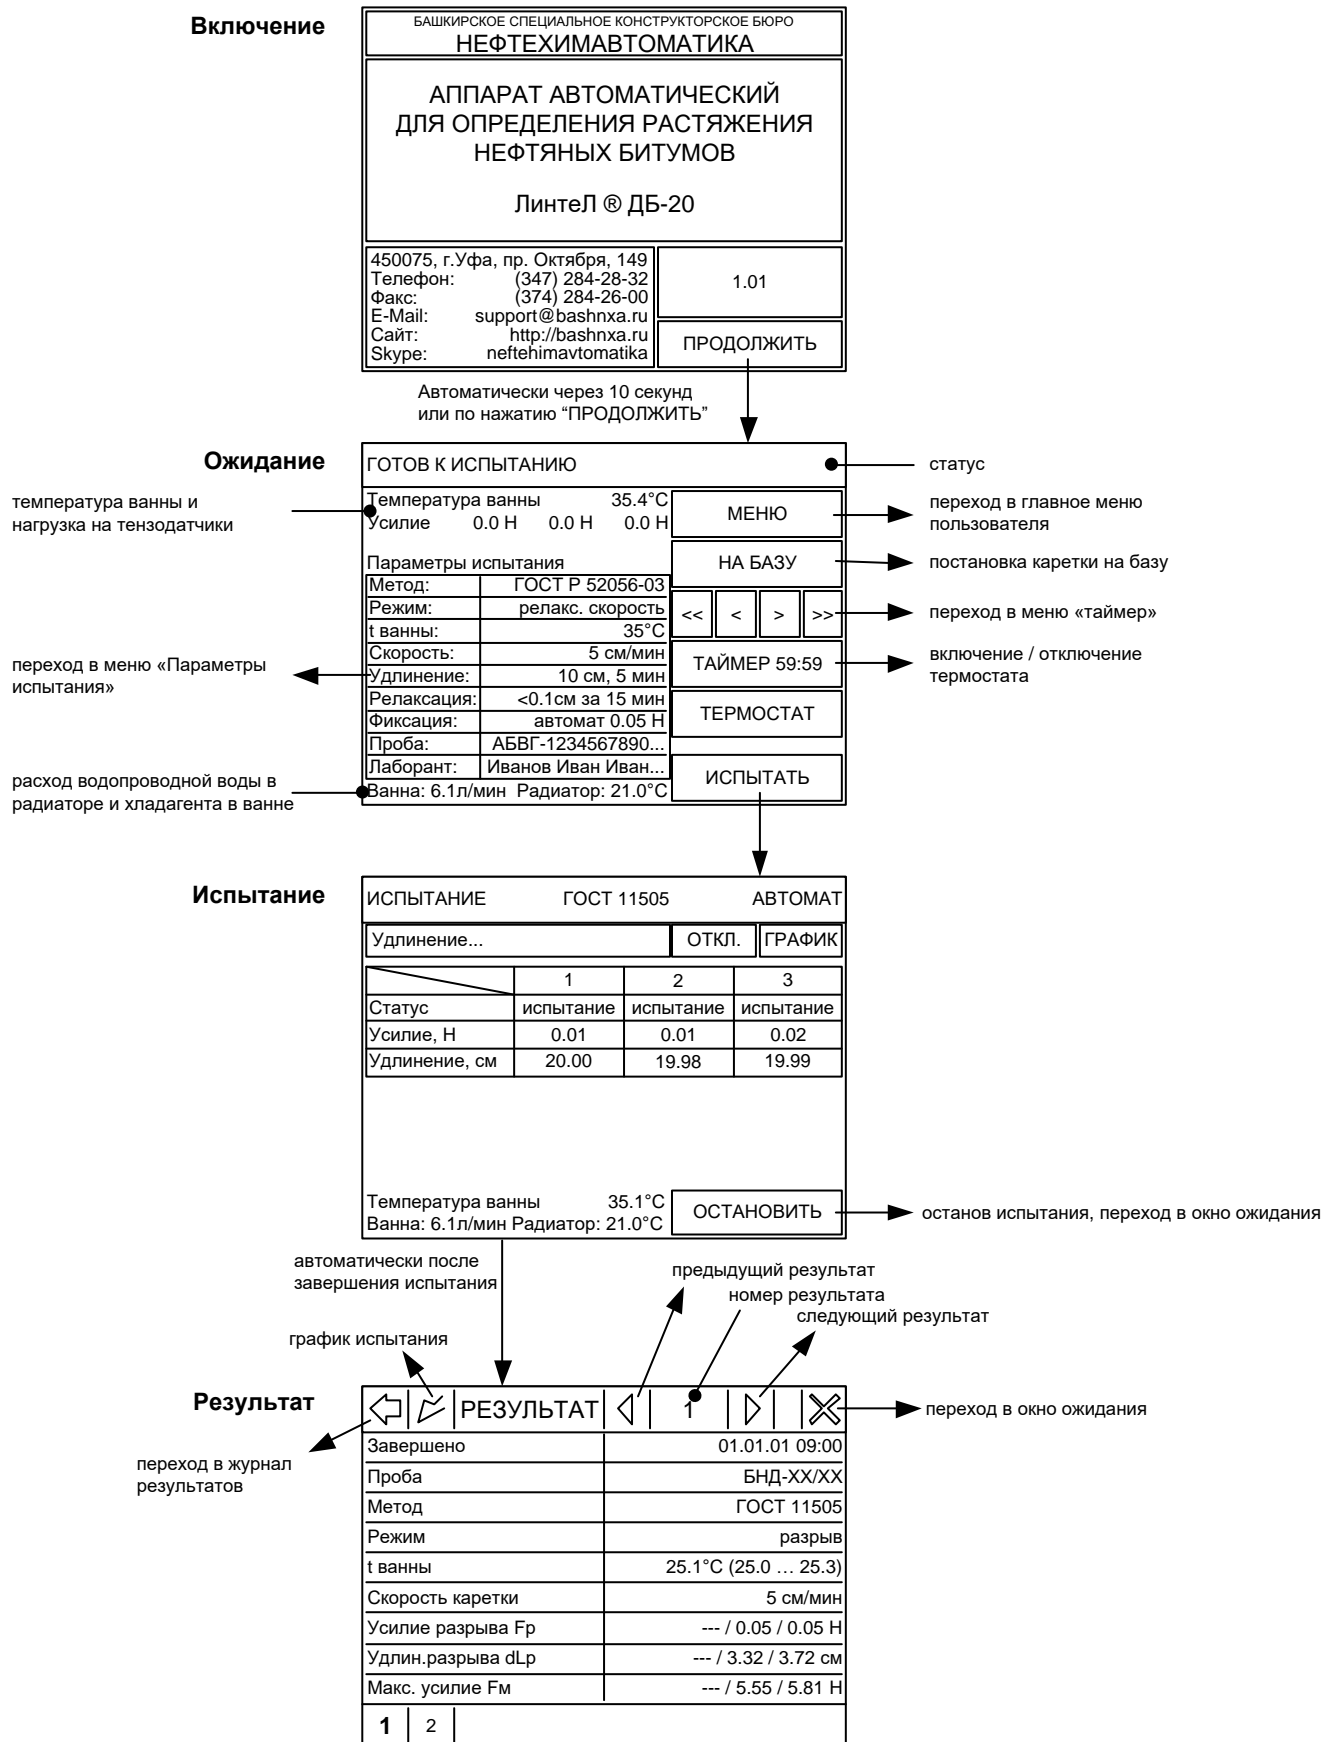 Включение
БАШКИРСКОЕ СПЕЦИАЛЬНОЕ КОНСТРУКТОРСКОЕ БЮРО
НЕФТЕХИМАВТОМАТИКА
АППАРАТ АВТОМАТИЧЕСКИЙ
ДЛЯ ОПРЕДЕЛЕНИЯ РАСТЯЖЕНИЯ
НЕФТЯНЫХ БИТУМОВ
ЛинтеЛ ® ДБ-20
450075, г.Уфа, пр. Октября, 149
Телефон: (347) 284-28-32
Факс: (374) 284-26-00
E-Mail: support@bashnxa.ru
Сайт: http://bashnxa.ru
Skype: neftehimavtomatika
1.01
ПРОДОЛЖИТЬ
Автоматически через 10 секунд
или по нажатию “ПРОДОЛЖИТЬ”
Ожидание
ГОТОВ К ИСПЫТАНИЮ
статус
температура ванны и
нагрузка на тензодатчики
Температура ванны 35.4°C
Усилие 0.0 Н 0.0 Н 0.0 Н
МЕНЮ
переход в главное меню
пользователя
Параметры испытания
НА БАЗУ
постановка каретки на базу
Метод: ГОСТ Р 52056-03
Режим: релакс. скорость
<< < > >>
переход в меню «таймер»
t ванны: 35°C
Скорость: 5 см/мин
ТАЙМЕР 59:59
включение / отключение
термостата
переход в меню «Параметры
испытания»
Удлинение: 10 см, 5 мин
Релаксация: <0.1см за 15 мин
Фиксация: автомат 0.05 Н
ТЕРМОСТАТ
Проба: АБВГ-1234567890...
Лаборант: Иванов Иван Иван...
ИСПЫТАТЬ
расход водопроводной воды в
радиаторе и хладагента в ванне
Ванна: 6.1л/мин Радиатор: 21.0°C
Испытание
ИСПЫТАНИЕ ГОСТ 11505 АВТОМАТ
Удлинение... ОТКЛ. ГРАФИК
1 2 3
Статус испытание испытание испытание
Усилие, Н 0.01 0.01 0.02
Удлинение, см 20.00 19.98 19.99
Температура ванны 35.1°C
Ванна: 6.1л/мин Радиатор: 21.0°C
ОСТАНОВИТЬ
останов испытания, переход в окно ожидания
автоматически после
завершения испытания
предыдущий результат
номер результата
следующий результат
график испытания
Результат
РЕЗУЛЬТАТ 1
переход в окно ожидания
переход в журнал
результатов
Завершено 01.01.01 09:00
Проба БНД-ХХ/ХХ
Метод ГОСТ 11505
Режим разрыв
t ванны 25.1°C (25.0 … 25.3)
Скорость каретки 5 см/мин
Усилие разрыва Fр --- / 0.05 / 0.05 Н
Удлин.разрыва dLр --- / 3.32 / 3.72 см
Макс. усилие Fм --- / 5.55 / 5.81 Н
1 2